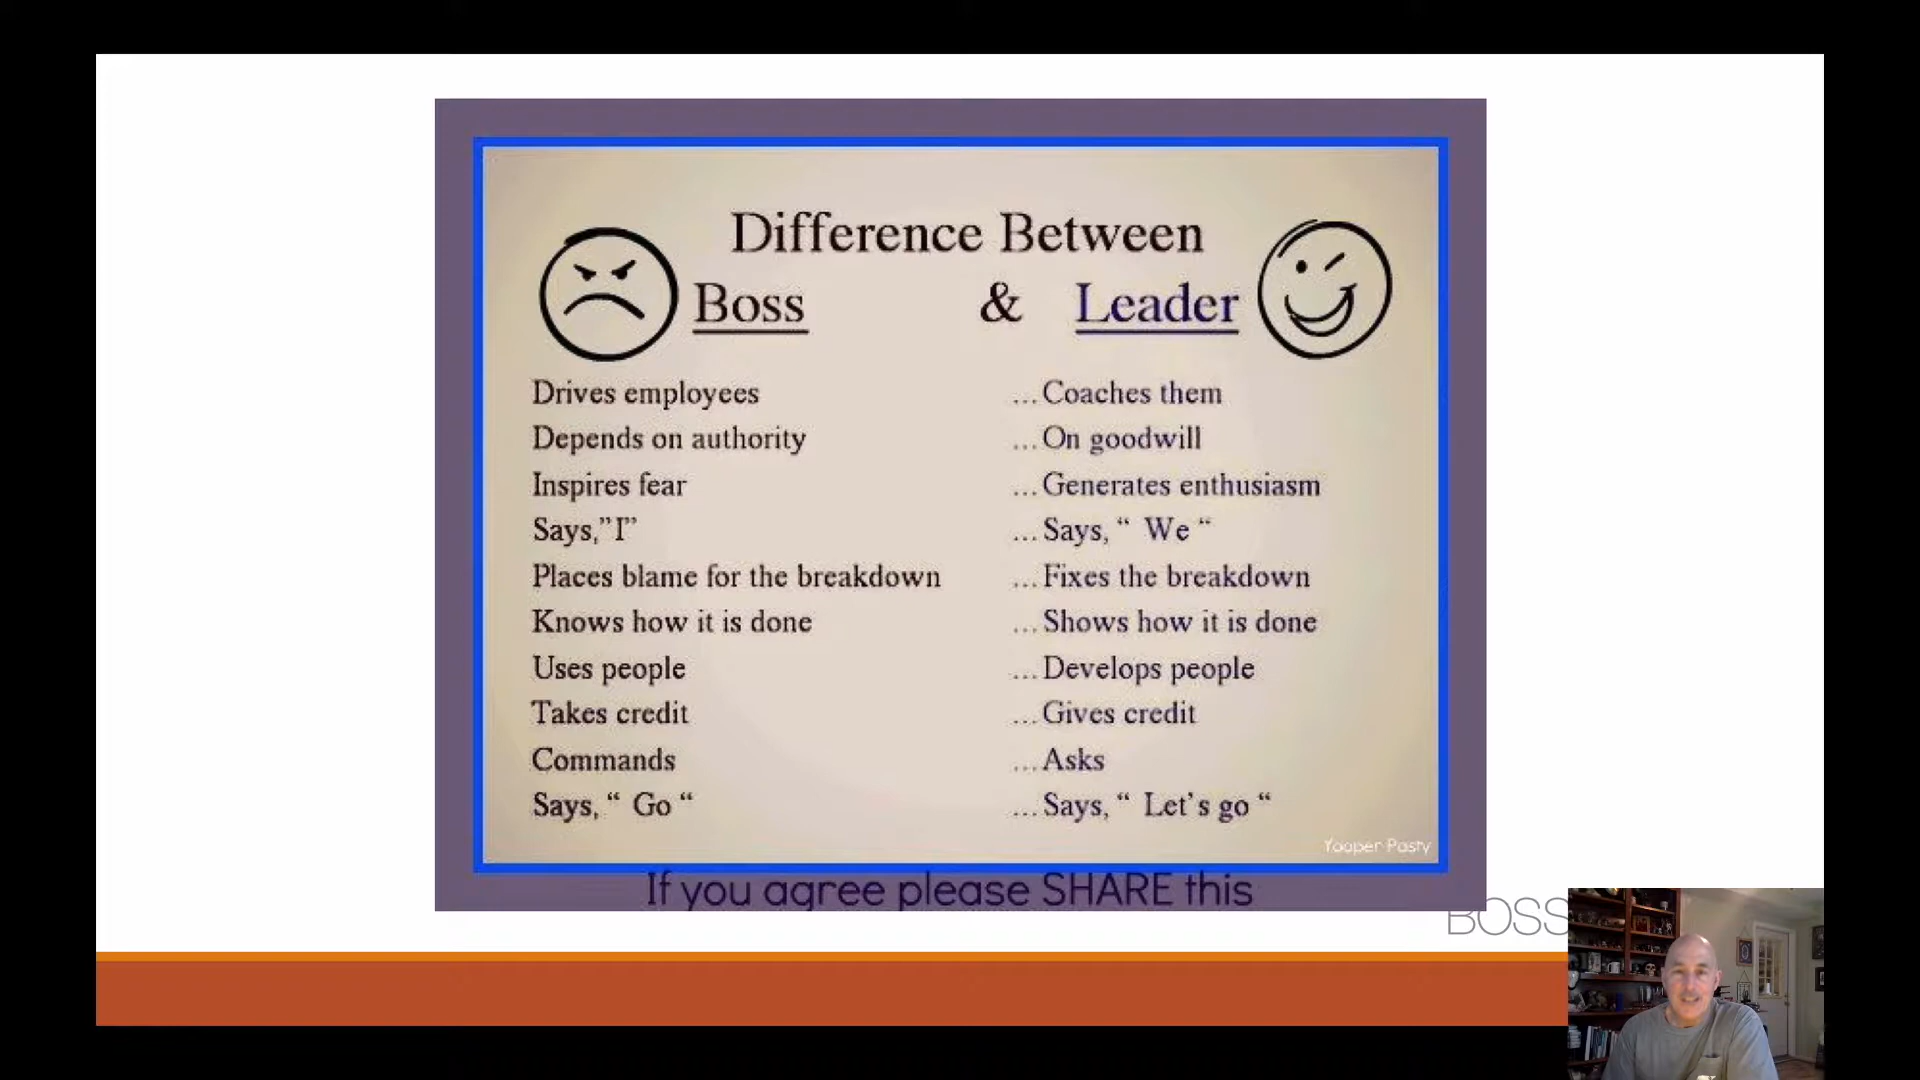 Difference Between
Boss & Leader
Drives employees ...Coaches them
Depends on authority ...On goodwill
Inspires fear ...Generates enthusiasm
Says,”I” ...Says, “ We “
Places blame for the breakdown ...Fixes the breakdown
Knows how it is done ...Shows how it is done
Uses people ...Develops people
Takes credit ...Gives credit
Commands ...Asks
Says, “ Go “ ...Says, “ Let’s go “
Yooper Pasty
If you agree please SHARE this
BOSS